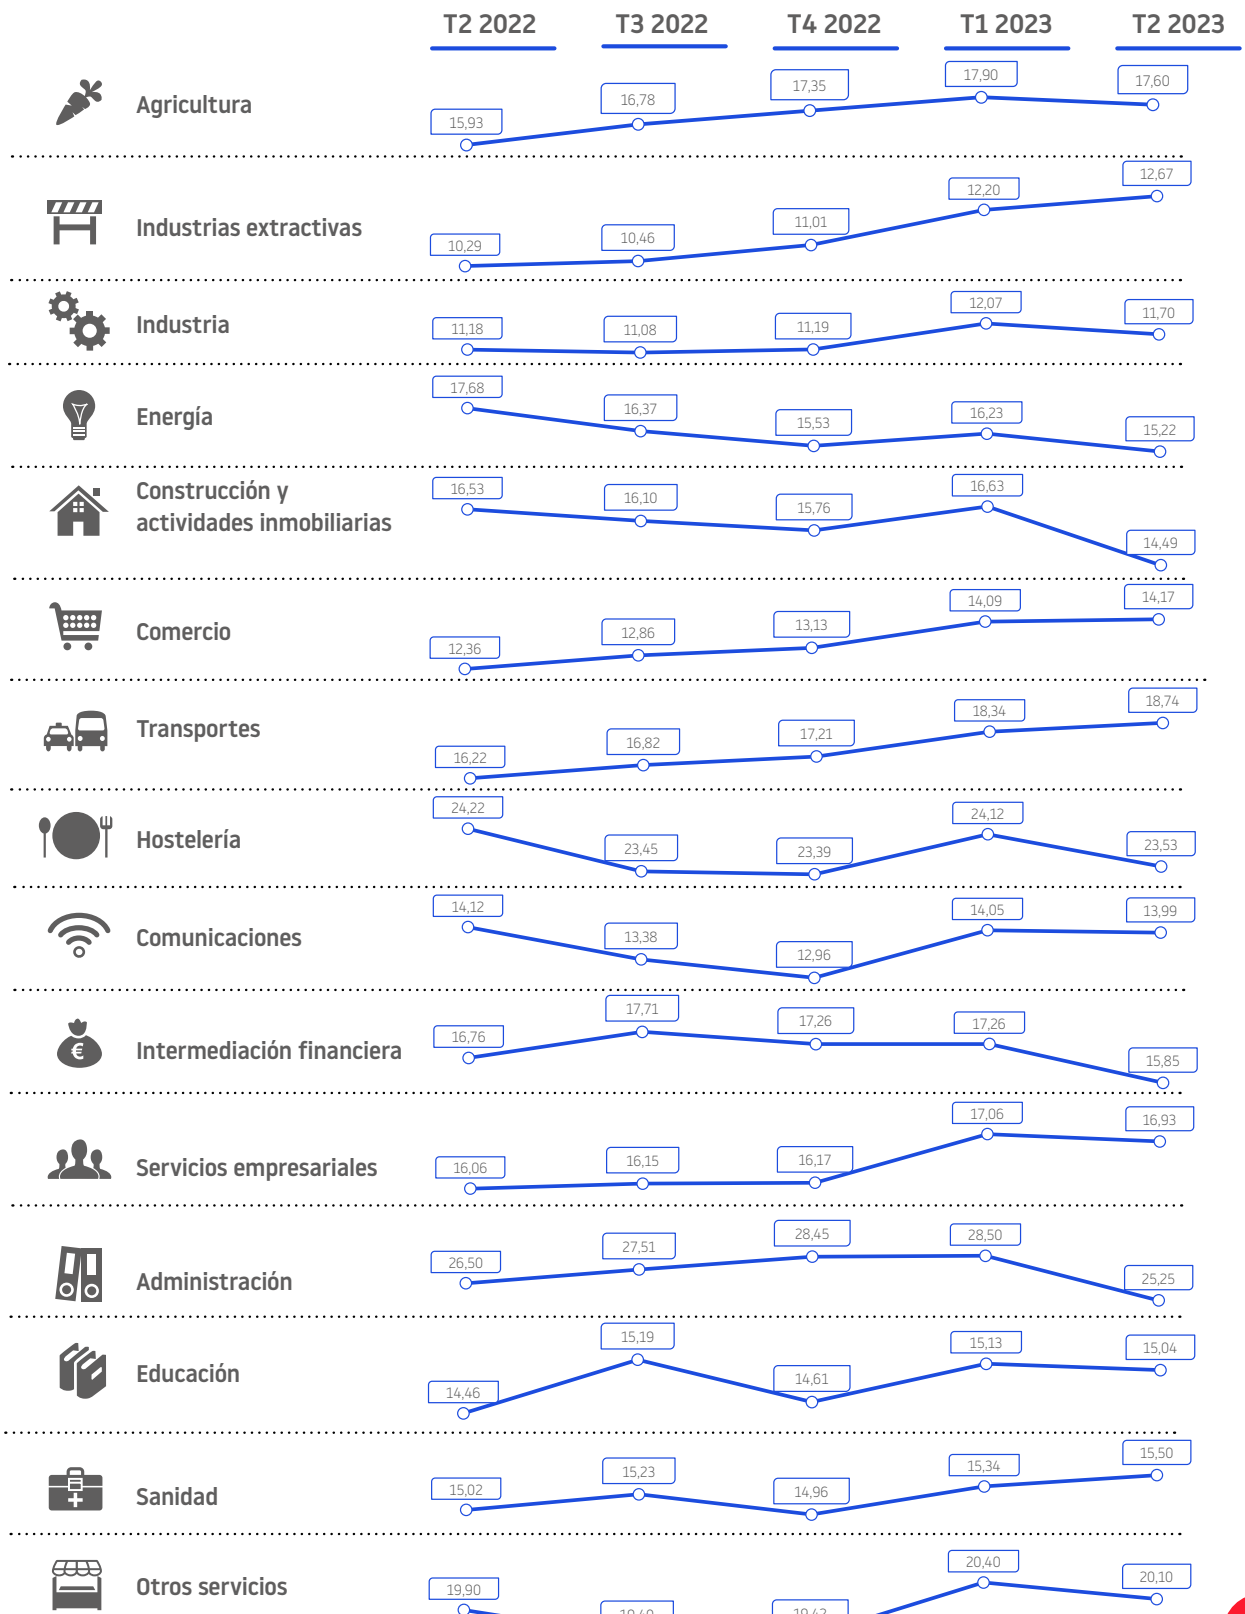 T2 2022 T3 2022 T4 2022 T1 2023 T2 2023
Agricultura 15,93 16,78 17,35 17,90 17,60
Industrias extractivas 10,29 10,46 11,01 12,20 12,67
Industria 11,18 11,08 11,19 12,07 11,70
Energía 17,68 16,37 15,53 16,23 15,22
Construcción y
actividades inmobiliarias 16,53 16,10 15,76 16,63 14,49
Comercio 12,36 12,86 13,13 14,09 14,17
Transportes 16,22 16,82 17,21 18,34 18,74
Hostelería 24,22 23,45 23,39 24,12 23,53
Comunicaciones 14,12 13,38 12,96 14,05 13,99
€
Intermediación financiera 16,76 17,71 17,26 17,26 15,85
Servicios empresariales 16,06 16,15 16,17 17,06 16,93
Administración 26,50 27,51 28,45 28,50 25,25
Educación 14,46 15,19 14,61 15,13 15,04
Sanidad 15,02 15,23 14,96 15,34 15,50
Otros servicios 19,90 20,40 20,10